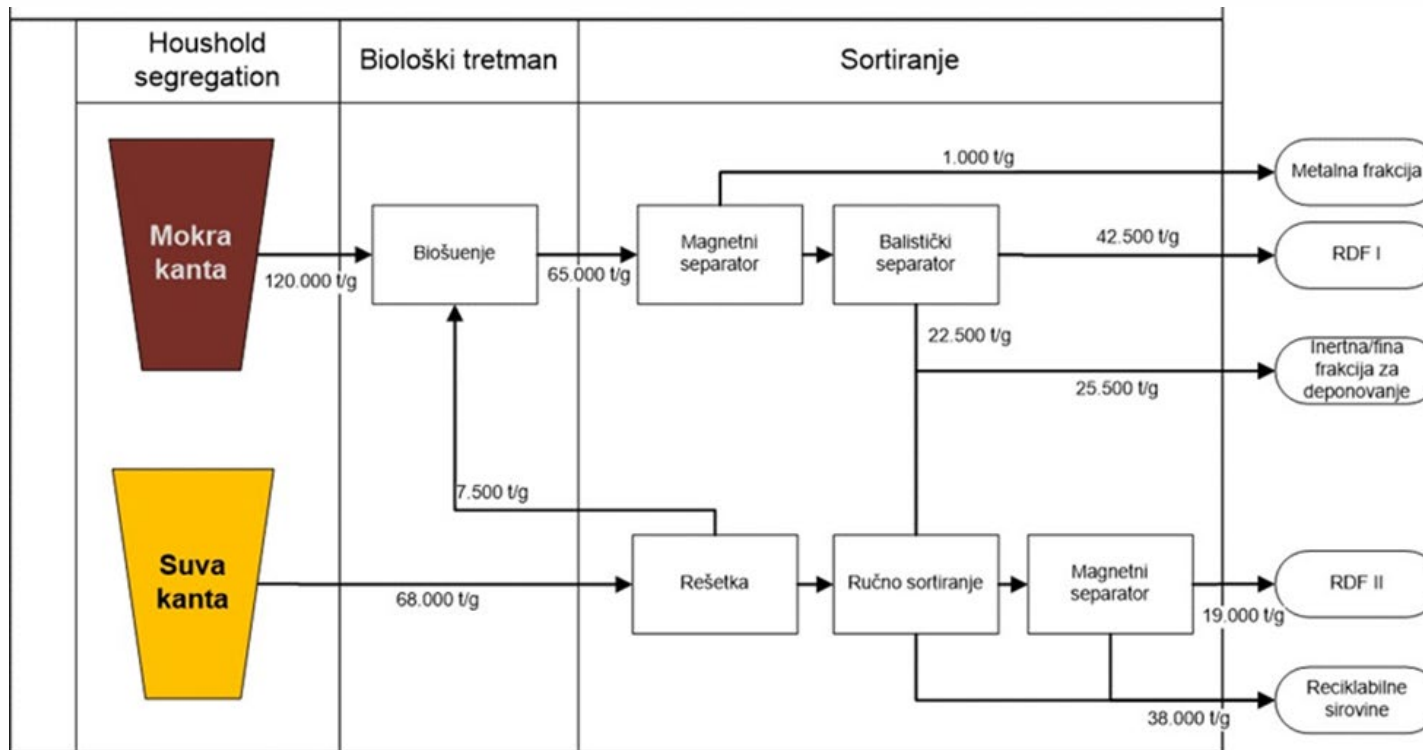 Houshold
segregation
Biološki tretman
Sortiranje
1.000 t/g
Metalna frakcija
Mokra
kanta
120.000 t/g
Biošuenje
65.000 t/g
Magnetni
separator
Balistički
separator
42.500 t/g
RDF I
22.500 t/g
Inertna/fina
frakcija za
deponovanje
25.500 t/g
7.500 t/g
Suva
kanta
68.000 t/g
Rešetka
Ručno sortiranje
Magnetni
separator
19.000 t/g
RDF II
38.000 t/g
Reciklabilne
sirovine